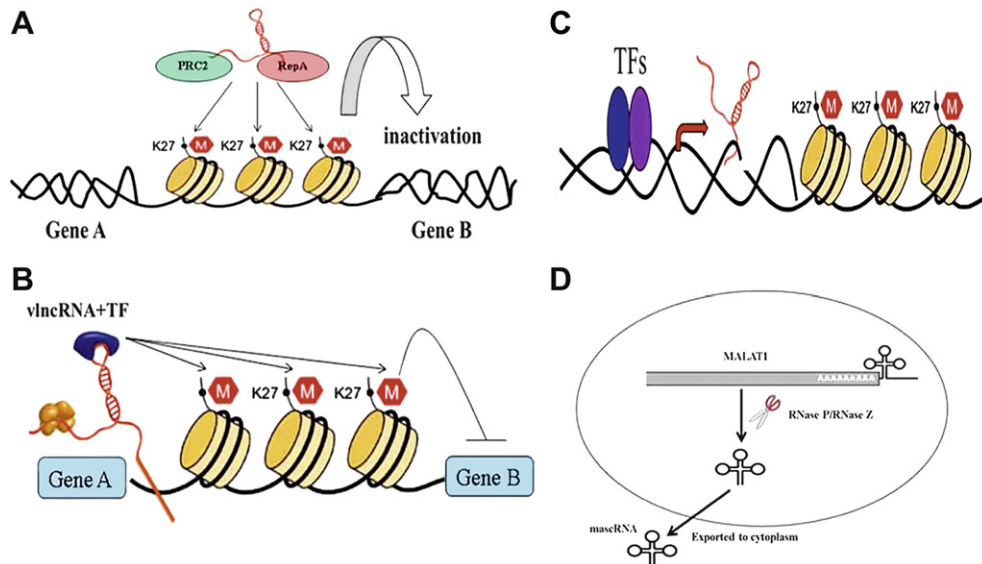 A
PRC2
RepA
K27 M K27 M K27 M
inactivation
Gene A
Gene B
B
vlncRNA+TF
M K27 M K27 M
K27
Gene A
Gene B
C
TFs
K27 M K27 M K27 M
D
MALAT1
AAAAAAAAA
RNase P/RNase Z
mascRNA
Exported to cytoplasm